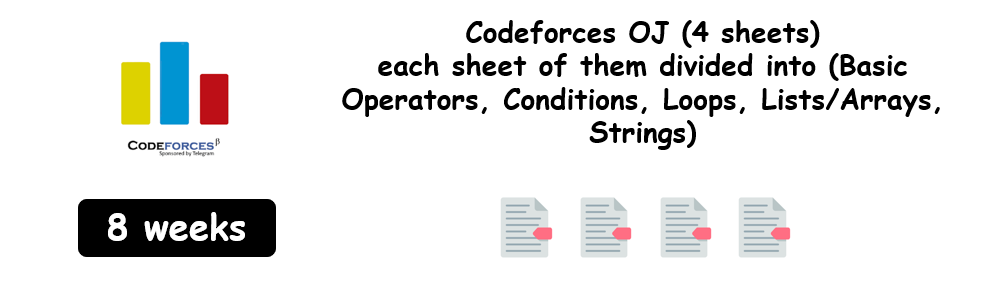 Codeforces OJ (4 sheets)
each sheet of them divided into (Basic
Operators, Conditions, Loops, Lists/Arrays,
Strings)
CODEFORCES β
Sponsored by Telegram
8 weeks